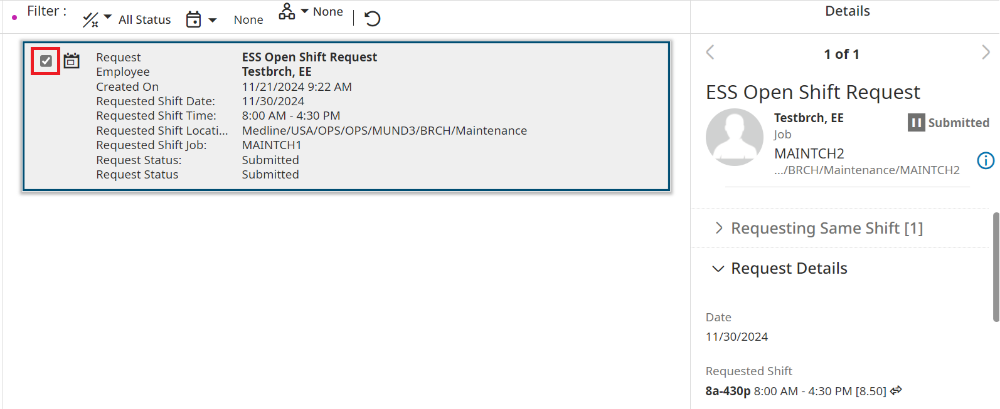 Filter :
All Status
None
None
Request ESS Open Shift Request
Employee Testbrch, EE
Created On 11/21/2024 9:22 AM
Requested Shift Date: 11/30/2024
Requested Shift Time: 8:00 AM - 4:30 PM
Requested Shift Locati... Medline/USA/OPS/OPS/MUND3/BRCH/Maintenance
Requested Shift Job: MAINTCH1
Request Status: Submitted
Request Status Submitted
Details
1 of 1
ESS Open Shift Request
Testbrch, EE
Submitted
Job
MAINTCH2
.../BRCH/Maintenance/MAINTCH2
Requesting Same Shift [1]
Request Details
Date
11/30/2024
Requested Shift
8a-430p 8:00 AM - 4:30 PM [8.50]